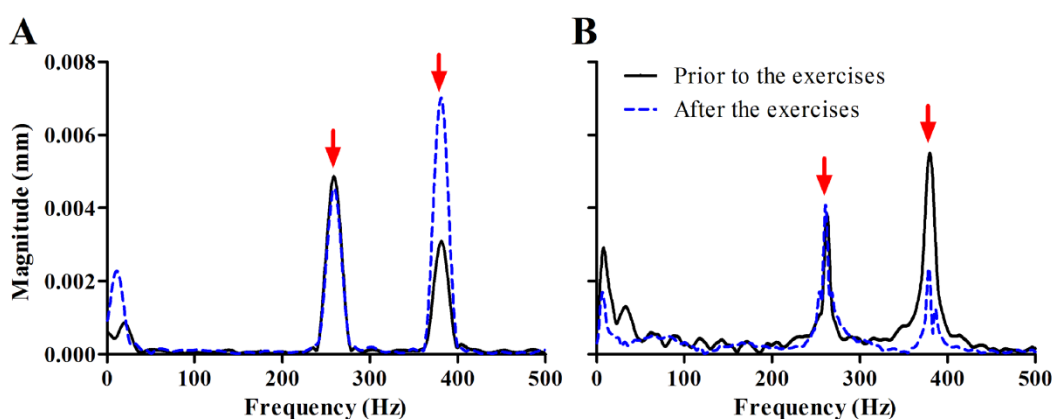 A
B
0.008
0.006
0.004
0.002
0.000
Magnitude (mm)
0 100 200 300 400 500
Frequency (Hz)
Prior to the exercises
After the exercises
0 100 200 300 400 500
Frequency (Hz)